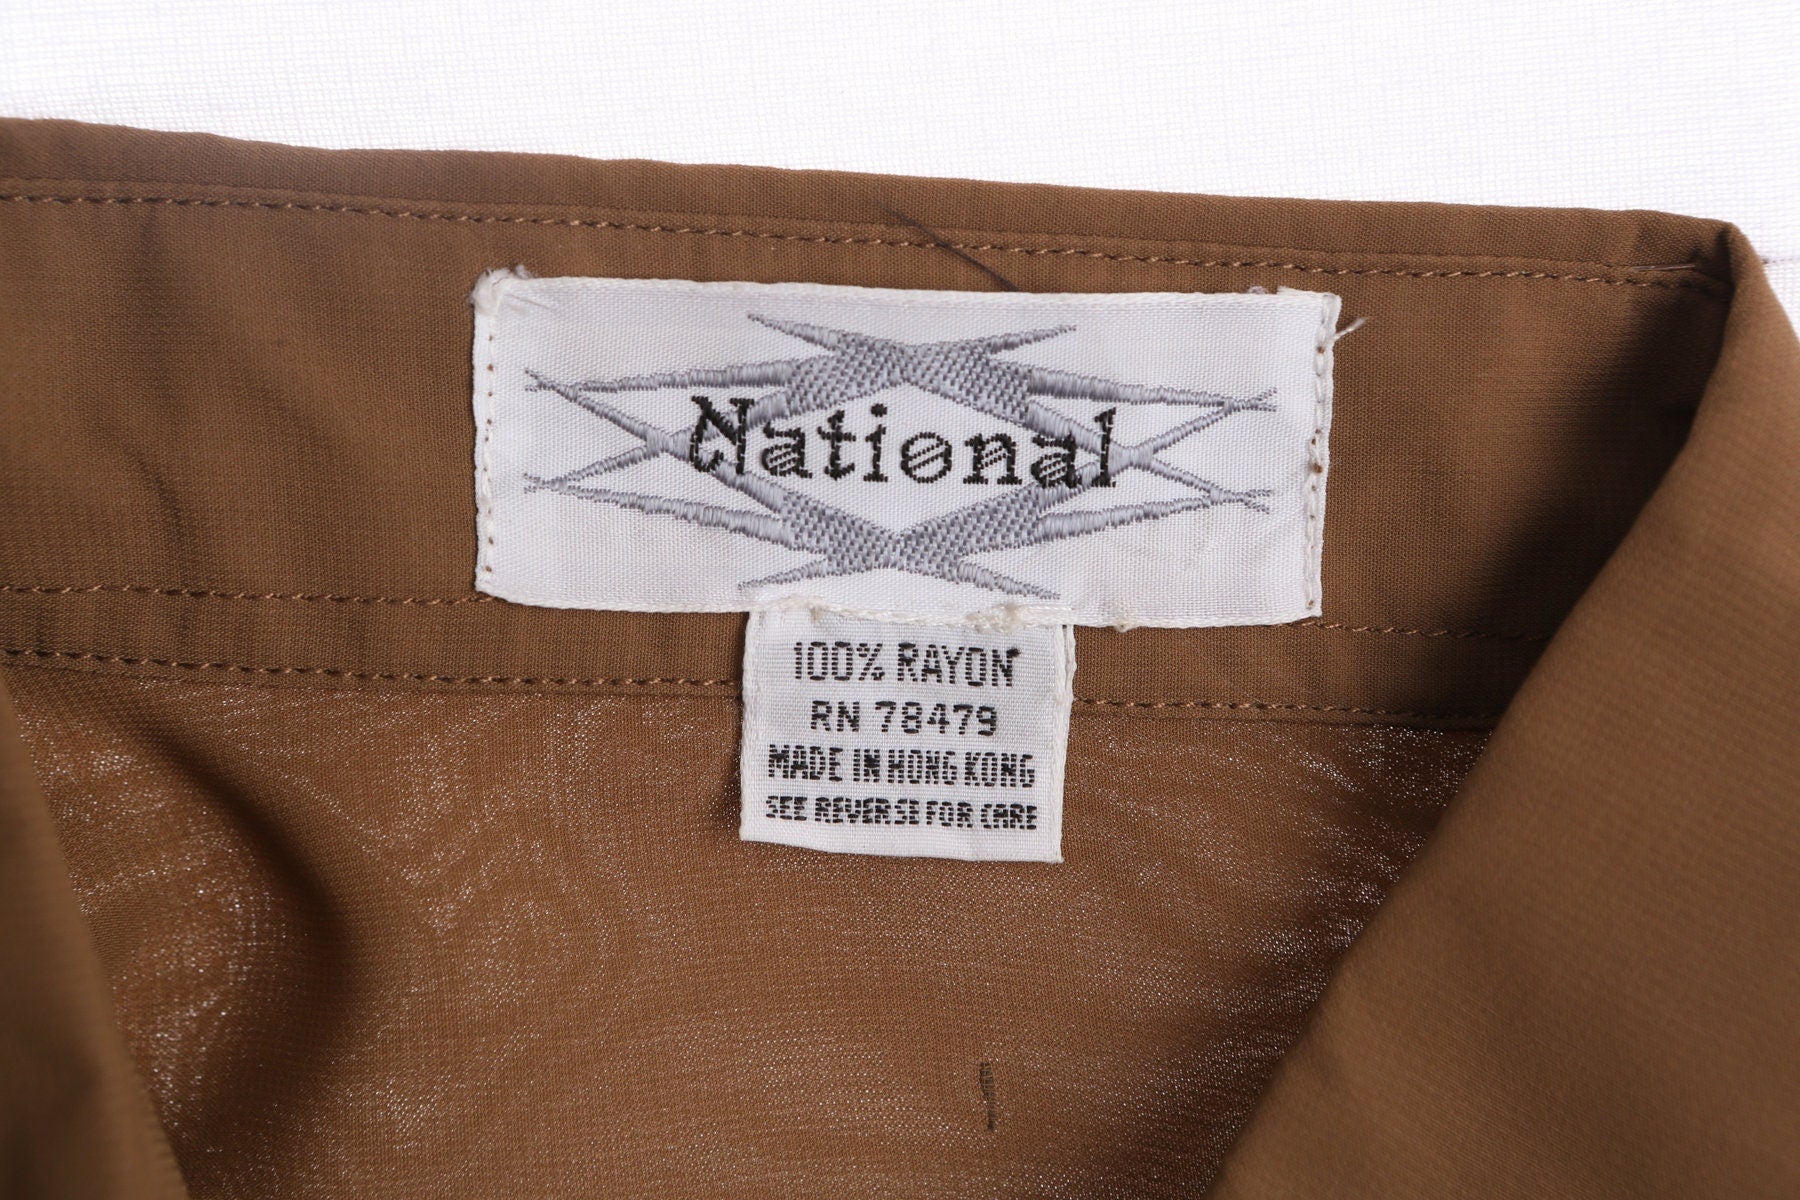 National
100% RAYON
RN 78479
MADE IN HONG KONG
SEE REVERSE FOR CARE